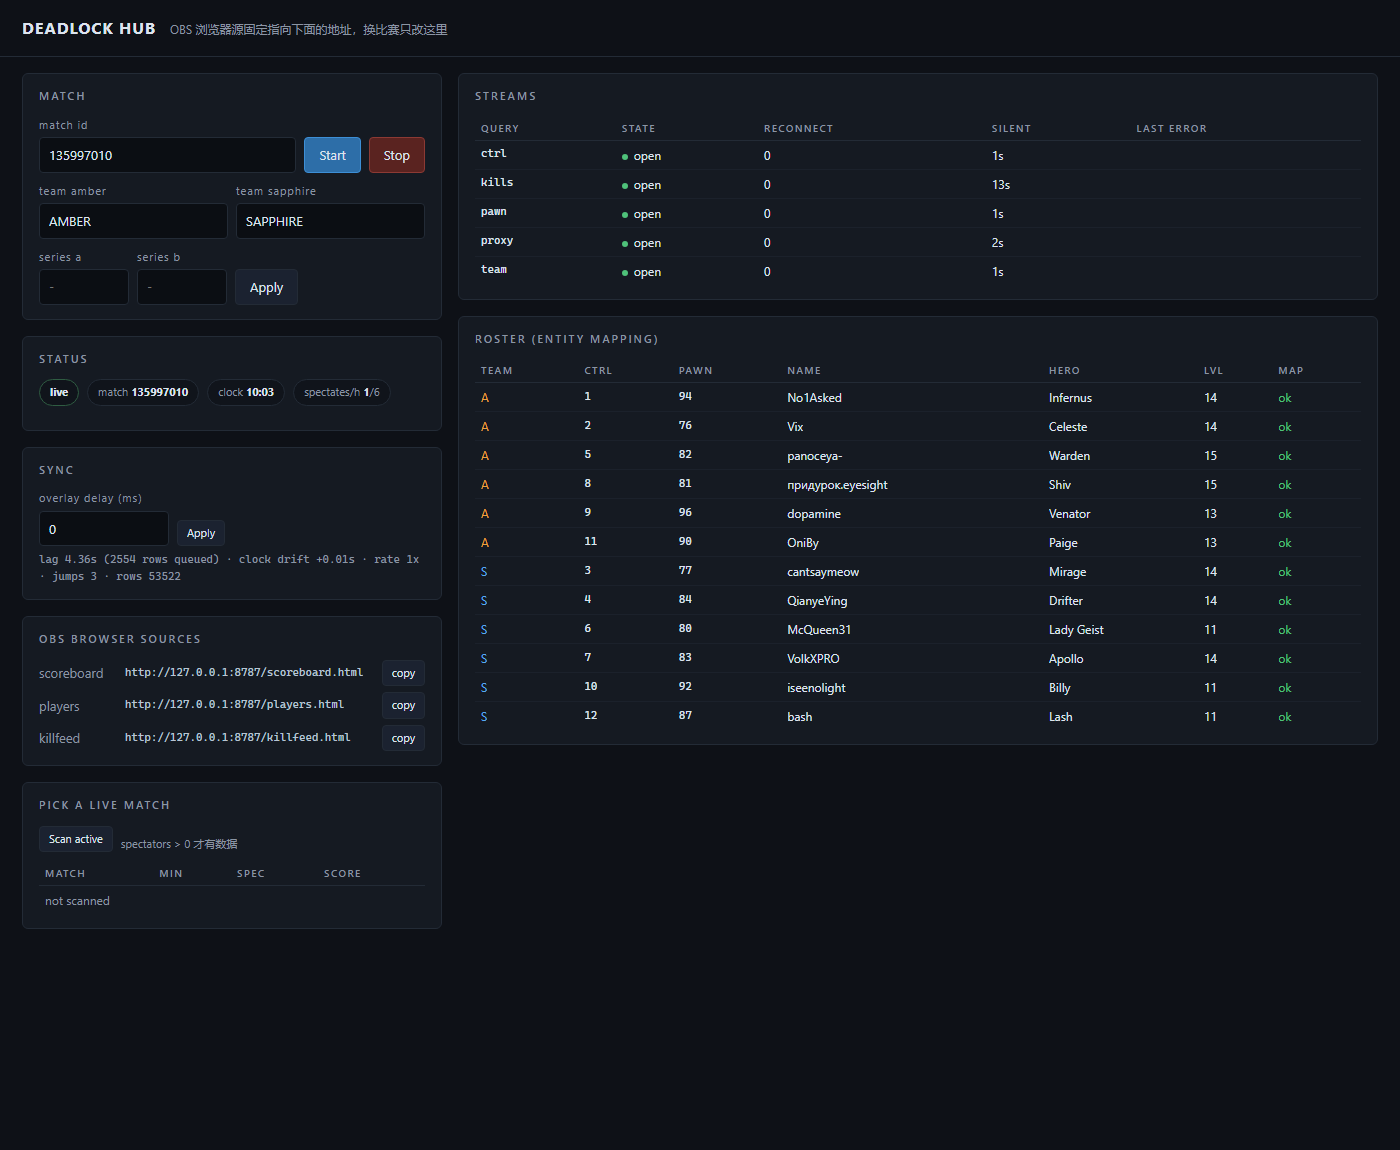 DEADLOCK HUB OBS 浏览器源固定指向下面的地址，换比赛只改这里
MATCH
match id
135997010 Start Stop
team amber team sapphire
AMBER SAPPHIRE
series a series b
- - Apply
STATUS
live match 135997010 clock 10:03 spectates/h 1/6
SYNC
overlay delay (ms)
0 Apply
lag 4.36s (2554 rows queued) · clock drift +0.01s · rate 1x
· jumps 3 · rows 53522
OBS BROWSER SOURCES
scoreboard http://127.0.0.1:8787/scoreboard.html copy
players http://127.0.0.1:8787/players.html copy
killfeed http://127.0.0.1:8787/killfeed.html copy
PICK A LIVE MATCH
Scan active spectators > 0 才有数据
MATCH MIN SPEC SCORE
not scanned
STREAMS
QUERY STATE RECONNECT SILENT LAST ERROR
ctrl open 0 1s
kills open 0 13s
pawn open 0 1s
proxy open 0 2s
team open 0 1s
ROSTER (ENTITY MAPPING)
TEAM CTRL PAWN NAME HERO LVL MAP
A 1 94 No1Asked Infernus 14 ok
A 2 76 Vix Celeste 14 ok
A 5 82 panoceya- Warden 15 ok
A 8 81 придурок.eyesight Shiv 15 ok
A 9 96 dopamine Venator 13 ok
A 11 90 OniBy Paige 13 ok
S 3 77 cantsaymeow Mirage 14 ok
S 4 84 QianyeYing Drifter 14 ok
S 6 80 McQueen31 Lady Geist 11 ok
S 7 83 VolkXPRO Apollo 14 ok
S 10 92 iseenolight Billy 11 ok
S 12 87 bash Lash 11 ok